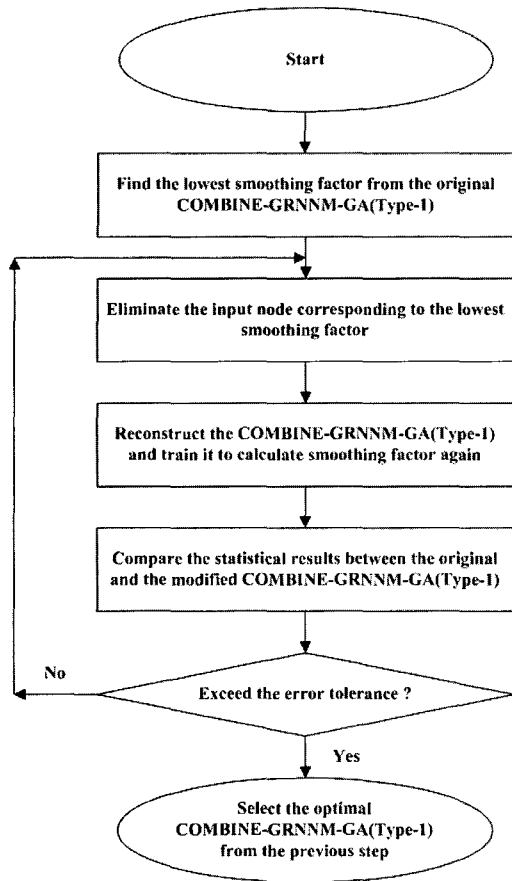 Start
Find the lowest smoothing factor from the original
COMBINE-GRNNM-GA(Type-1)
Eliminate the input node corresponding to the lowest
smoothing factor
Reconstruct the COMBINE-GRNNM-GA(Type-1)
and train it to calculate smoothing factor again
Compare the statistical results between the original
and the modified COMBINE-GRNNM-GA(Type-1)
No
Exceed the error tolerance ?
Yes
Select the optimal
COMBINE-GRNNM-GA(Type-1)
from the previous step